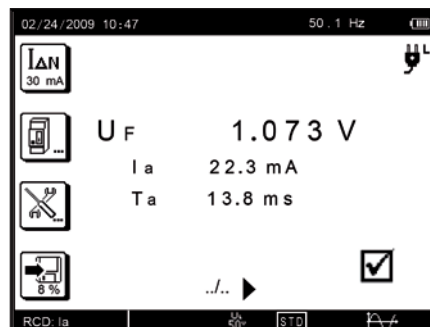 02/24/2009 10:47 50.1 Hz
IΔN
30 mA
L
UF 1.073 V
Ia 22.3 mA
Ta 13.8 ms
8 %
../..
RCD: Ia STD